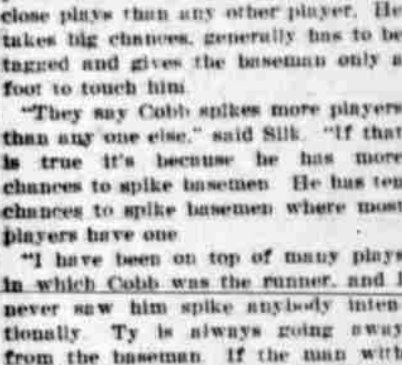 close plays than any other player. He
takes big chances, generally has to be
tagged and gives the baseman only a
foot to touch him.
"They say Cobb spikes more players
than any one else," said Silk. "If that
is true it's because he has more
chances to spike basemen. He has ten
chances to spike basemen where most
players have one.
"I have been on top of many plays
in which Cobb was the runner, and I
never saw him spike anybody inten-
tionally. Ty is always going away
from the baseman. If the man with